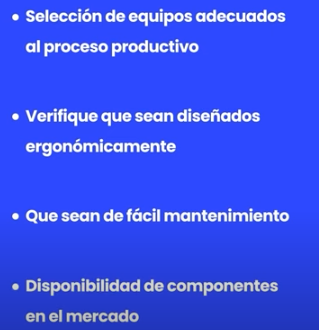 • Selección de equipos adecuados
al proceso productivo
• Verifique que sean diseñados
ergonómicamente
• Que sean de fácil mantenimiento
• Disponibilidad de componentes
en el mercado